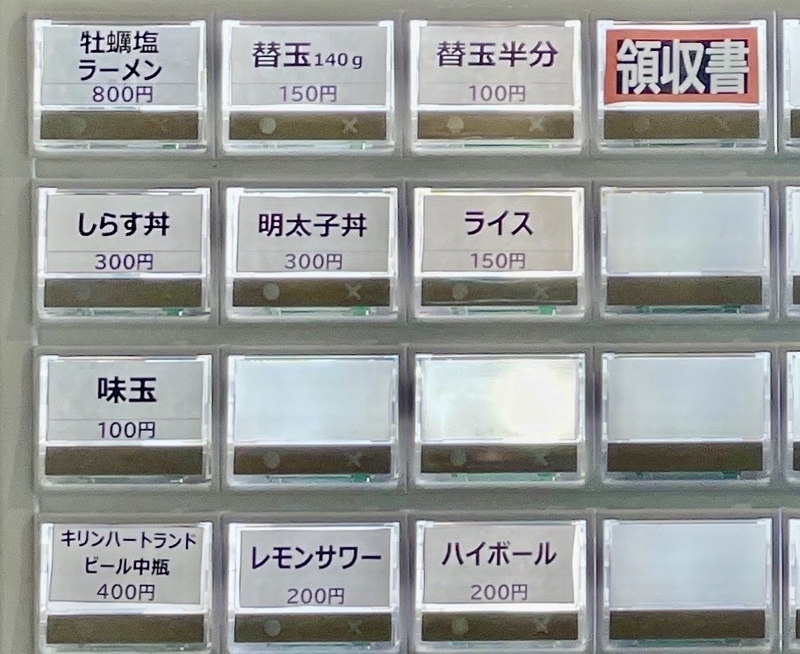 牡蠣塩
ラーメン
800円
替玉140g
150円
替玉半分
100円
領収書
しらす丼
300円
明太子丼
300円
ライス
150円
味玉
100円
キリンハートランド
ビール中瓶
400円
レモンサワー
200円
ハイボール
200円